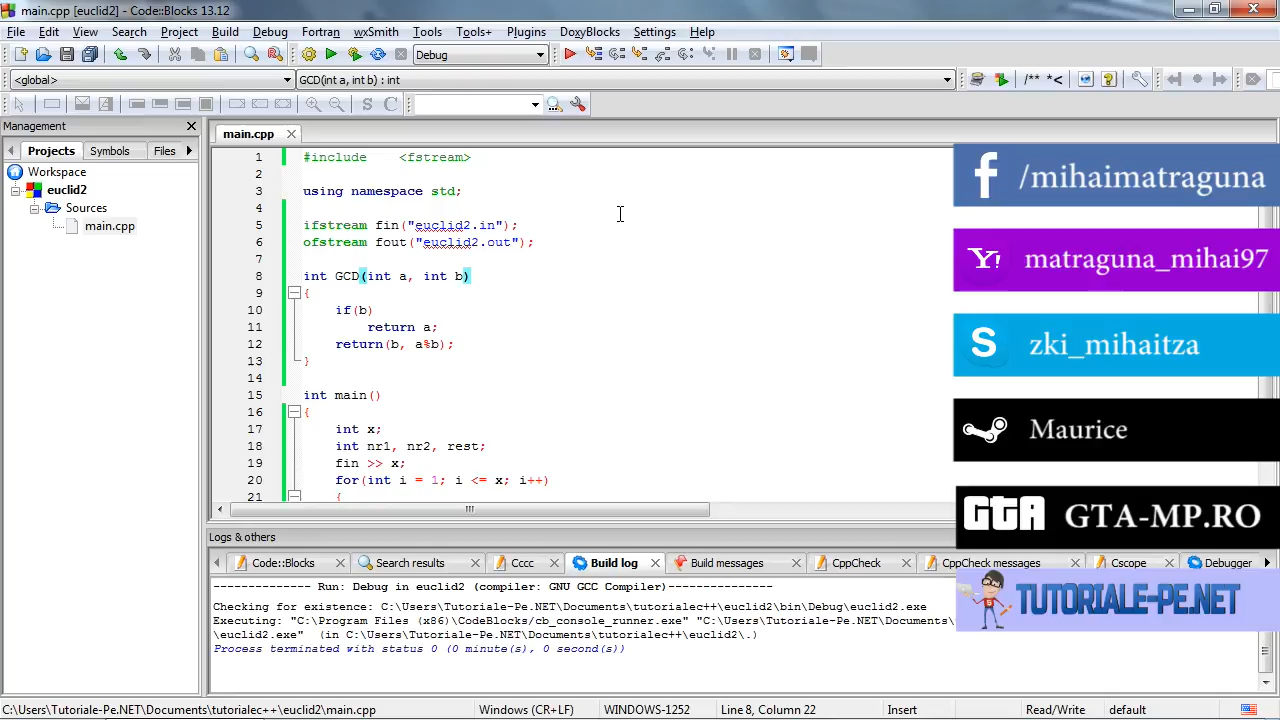 main.cpp [euclid2] - Code::Blocks 13.12
File Edit View Search Project Build Debug Fortran wxSmith Tools Tools+ Plugins DoxyBlocks Settings Help
Debug
<global> GCD(int a, int b) : int /** *<
S C
Management
Projects Symbols Files
Workspace
euclid2
Sources
main.cpp
main.cpp
1 #include    <fstream>
2
3 using namespace std;
4
5 ifstream fin("euclid2.in");
6 ofstream fout("euclid2.out");
7
8 int GCD(int a, int b)
9 {
10     if(b)
11         return a;
12     return(b, a%b);
13 }
14
15 int main()
16 {
17     int x;
18     int nr1, nr2, rest;
19     fin >> x;
20     for(int i = 1; i <= x; i++)
21     {
f /mihaimatraguna
Y! matraguna_mihai97
S zki_mihaitza
Maurice
GTA GTA-MP.RO
TUTORIALE-PE.NET
Logs & others
Code::Blocks Search results Cccc Build log Build messages CppCheck CppCheck messages Cscope Debugger
-------------- Run: Debug in euclid2 (compiler: GNU GCC Compiler)---------------
Checking for existence: C:\Users\Tutoriale-Pe.NET\Documents\tutorialec++\euclid2\bin\Debug\euclid2.exe
Executing: "C:\Program Files (x86)\CodeBlocks/cb_console_runner.exe" "C:\Users\Tutoriale-Pe.NET\Documents
\euclid2.exe"  (in C:\Users\Tutoriale-Pe.NET\Documents\tutorialec++\euclid2\.)
Process terminated with status 0 (0 minute(s), 0 second(s))
C:\Users\Tutoriale-Pe.NET\Documents\tutorialec++\euclid2\main.cpp Windows (CR+LF) WINDOWS-1252 Line 8, Column 22 Insert Read/Write default